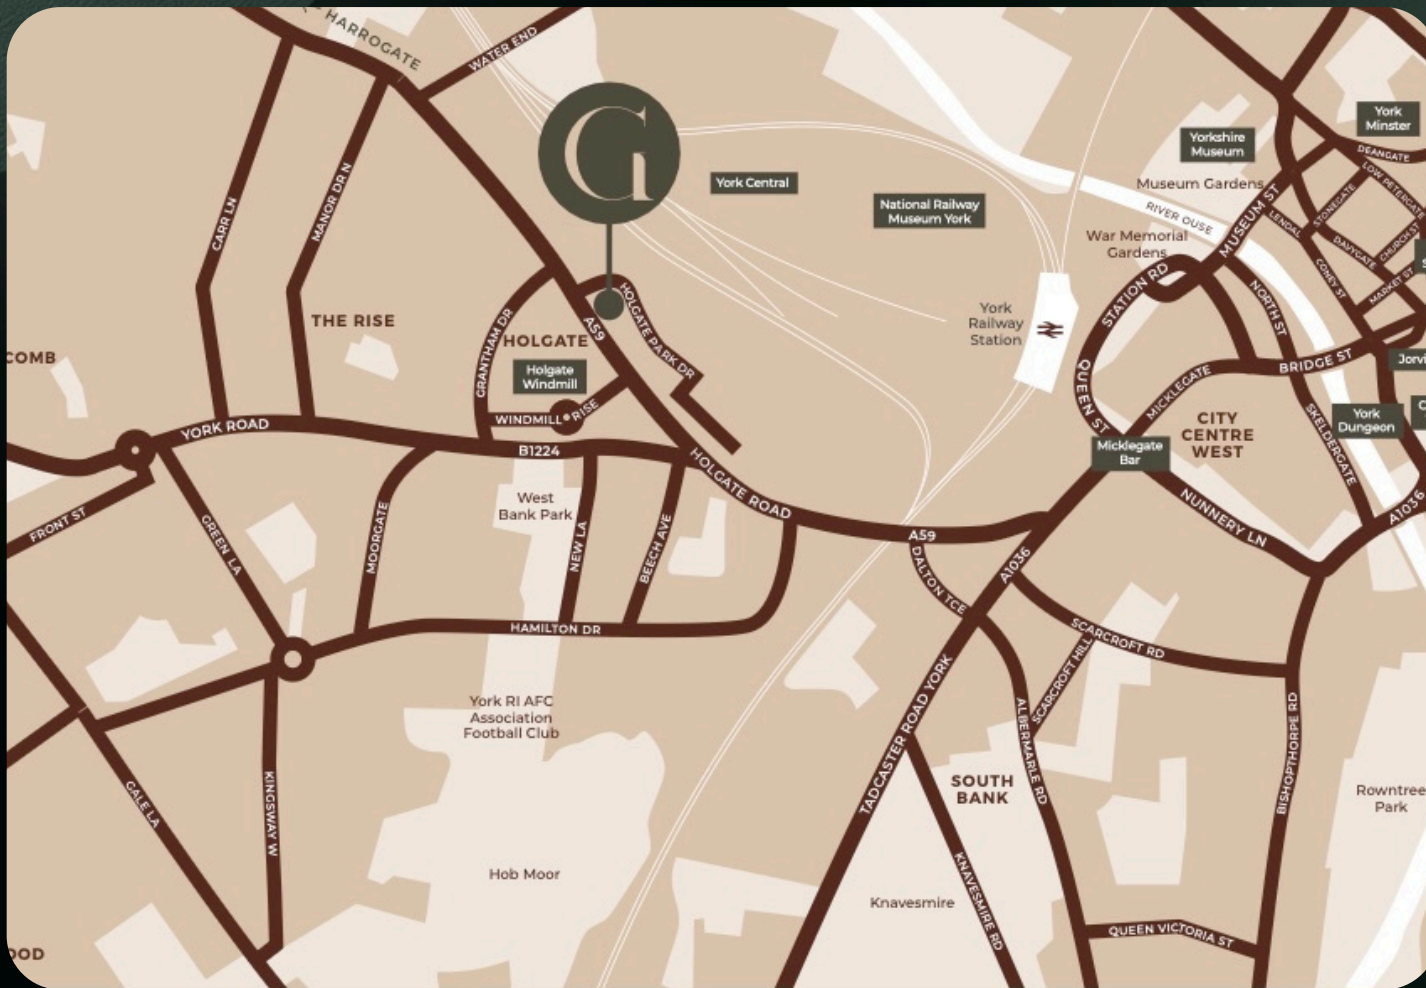 HARROGATE
WATER END
G
York
Minster
Yorkshire
Museum
DEANGATE
York Central
LOW PETERGAT
Museum Gardens
National Railway
Museum York
CARR LN
MANOR DR N
RIVER OUSE
MUSEUM ST
LENDAL
STONEGATE
DAVYGATE
CHURCH ST
War Memorial
Gardens
STATION RD
CONEY ST
MARKET ST
NORTH ST
York
Railway
Station
THE RISE
GRANTHAM DR
HOLGATE
A59
HOLGATE PARK DR
COMB
Holgate
Windmill
WINDMILL RISE
QUEEN ST
MICKLEGATE
BRIDGE ST
Jorvi
CITY
CENTRE
WEST
SKELDERGATE
York
Dungeon
C
YORK ROAD
B1224
HOLGATE ROAD
Micklegate
Bar
NUNNERY LN
A1036
West
Bank Park
FRONT ST
GREEN LA
MOORGATE
NEW LA
BEECH AVE
A59
DALTON TCE
A1036
HAMILTON DR
SCARCROFT RD
SCARCROFT HILL
TADCASTER ROAD YORK
ALBERMARLE RD
BISHOPTHORPE RD
York RI AFC
Association
Football Club
GALE LA
KINGSWAY W
SOUTH
BANK
Rowntree
Park
Hob Moor
Knavesmire
KNAVESMIRE RD
QUEEN VICTORIA ST
OOD